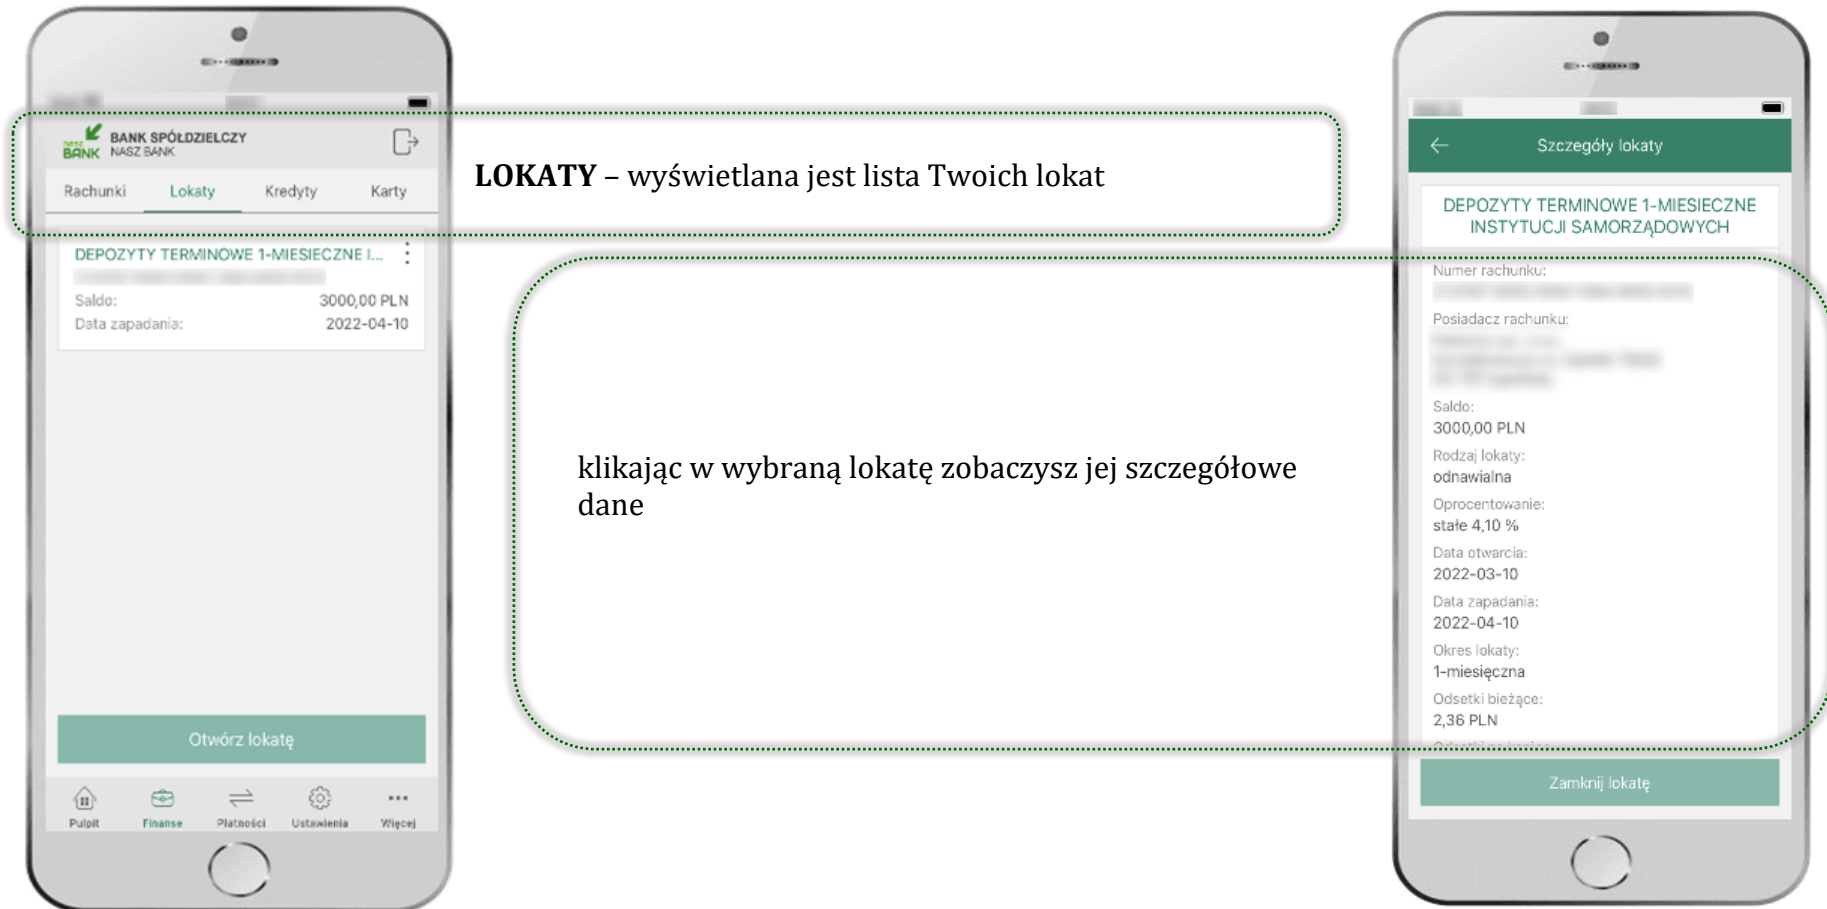 nasz BANK
BANK SPÓŁDZIELCZY
NASZ BANK
Rachunki Lokaty Kredyty Karty
DEPOZYTY TERMINOWE 1-MIESIECZNE I...
Saldo: 3000,00 PLN
Data zapadania: 2022-04-10
Otwórz lokatę
Pulpit Finanse Płatności Ustawienia Więcej
LOKATY – wyświetlana jest lista Twoich lokat
klikając w wybraną lokatę zobaczysz jej szczegółowe
dane
Szczegóły lokaty
DEPOZYTY TERMINOWE 1-MIESIECZNE
INSTYTUCJI SAMORZĄDOWYCH
Numer rachunku:
Posiadacz rachunku:
Saldo:
3000,00 PLN
Rodzaj lokaty:
odnawialna
Oprocentowanie:
stałe 4,10 %
Data otwarcia:
2022-03-10
Data zapadania:
2022-04-10
Okres lokaty:
1-miesięczna
Odsetki bieżące:
2,36 PLN
Zamknij lokatę